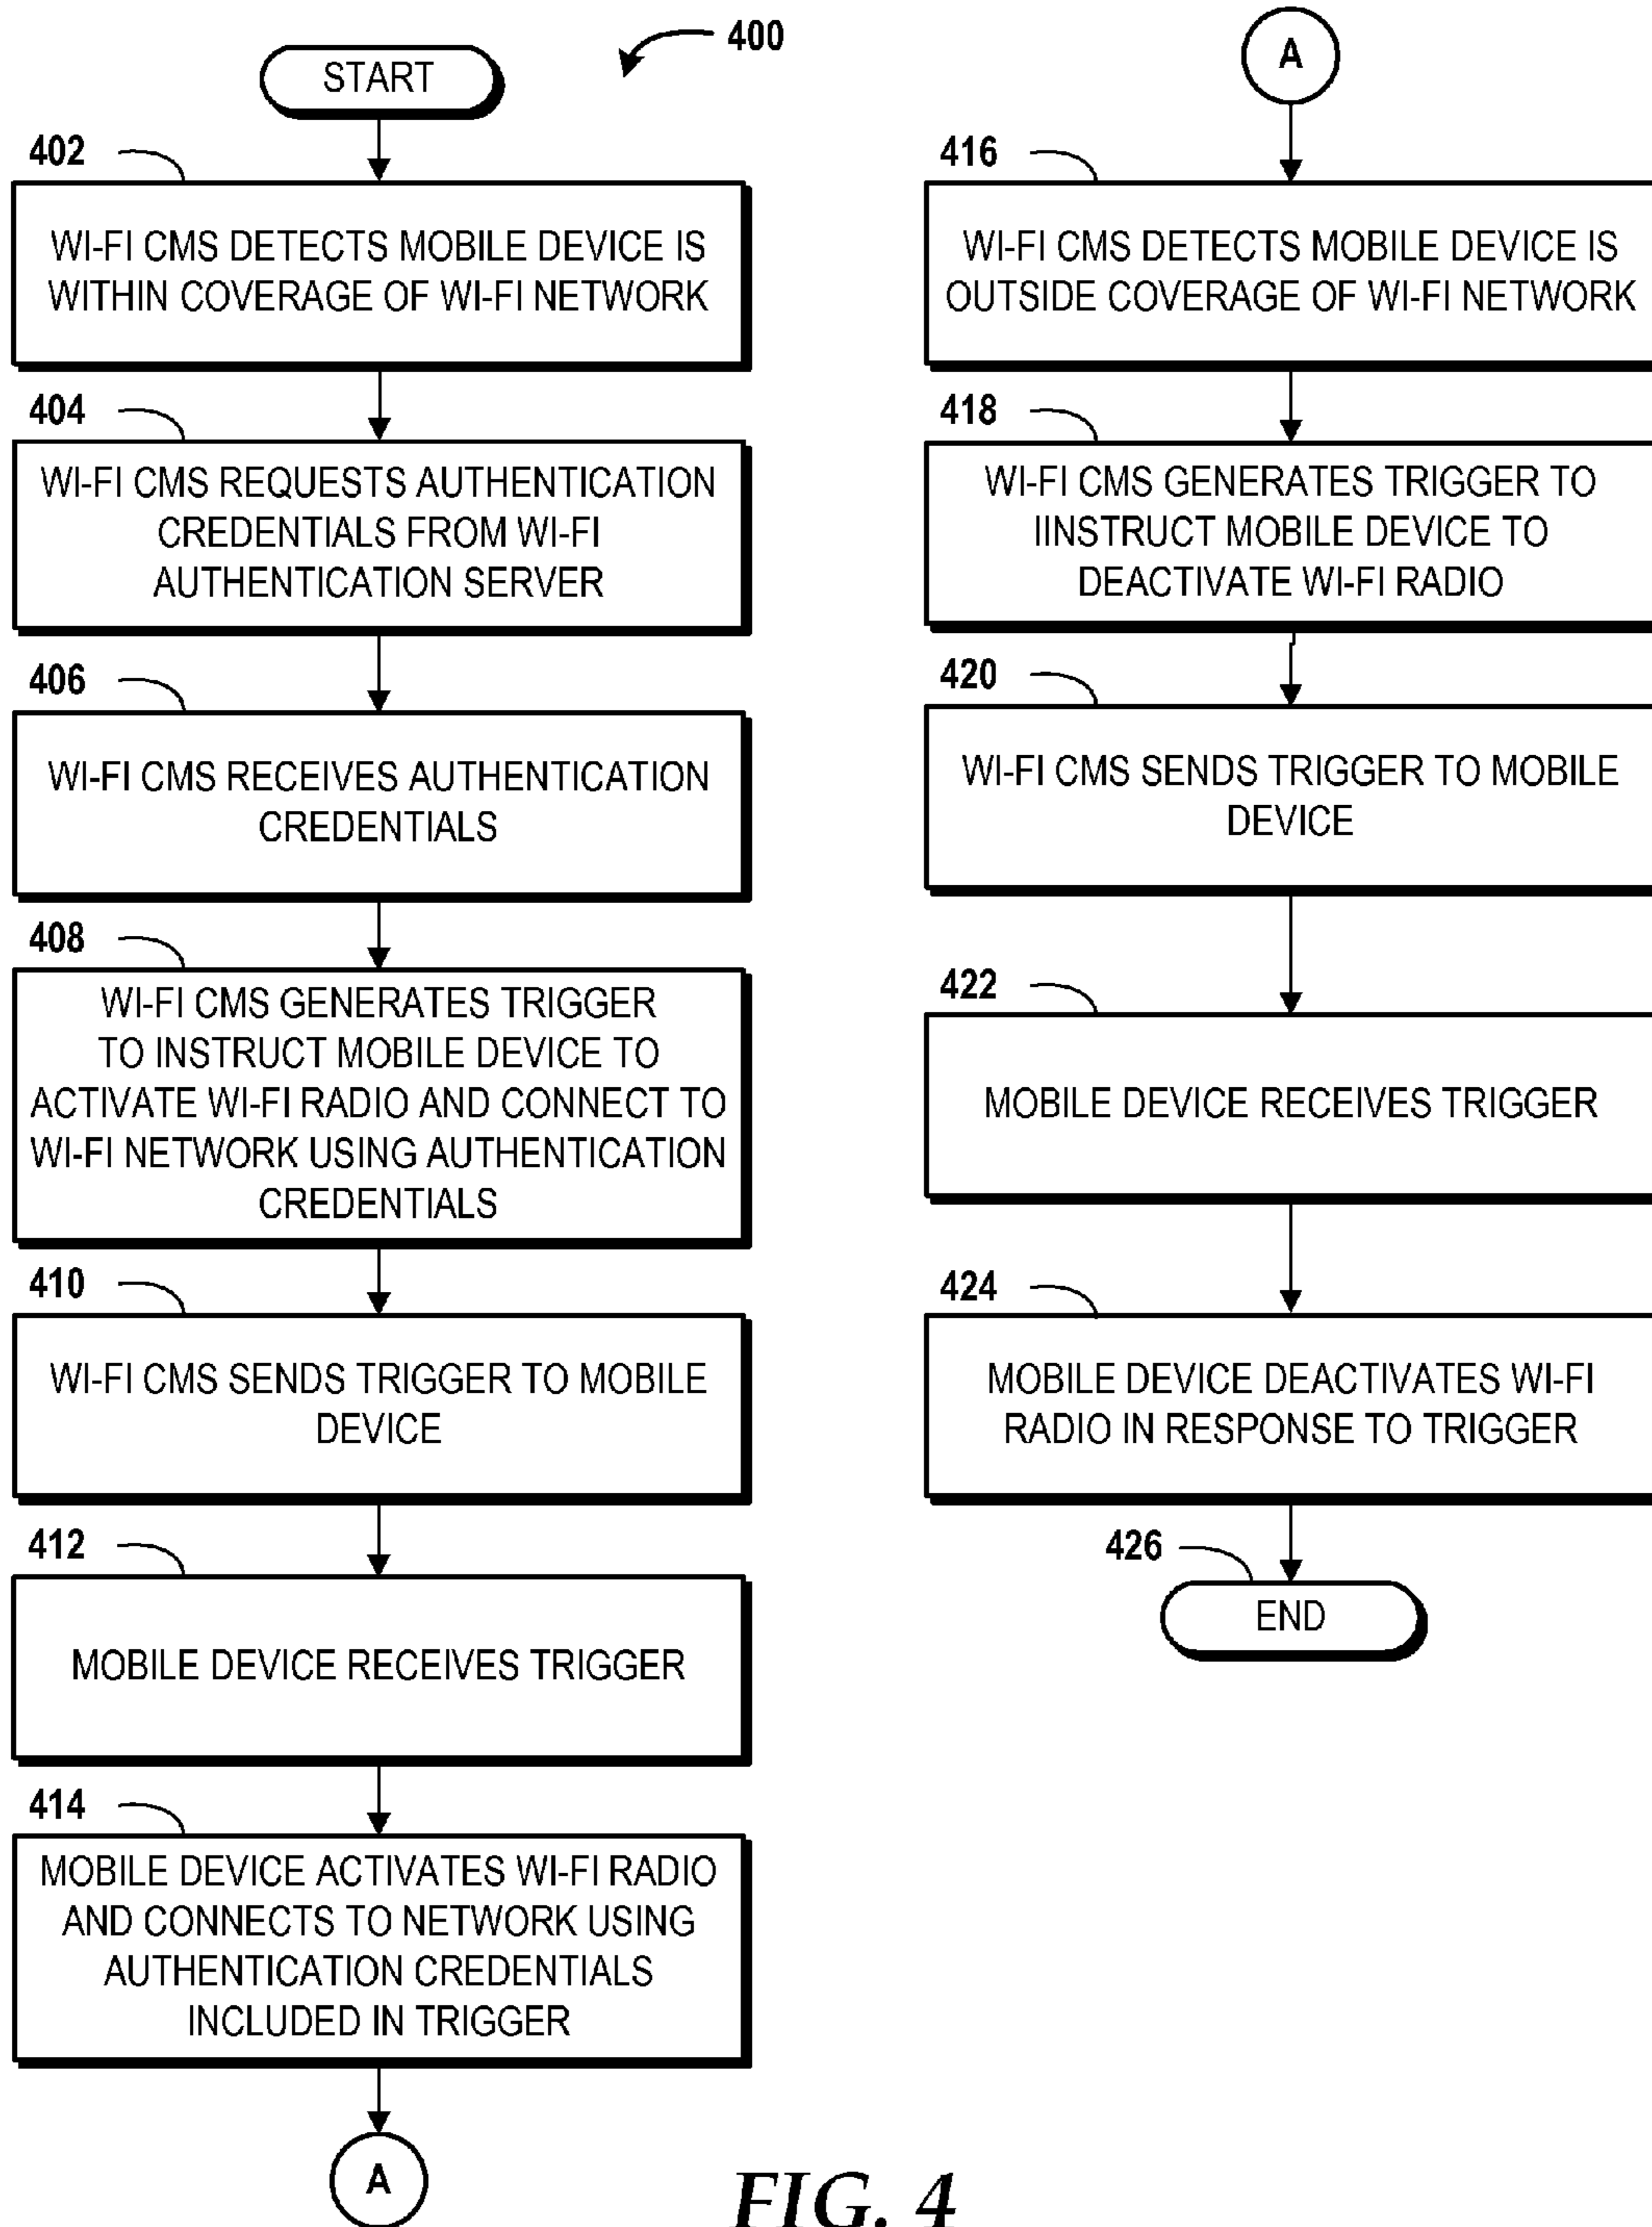 400
START
402
WI-FI CMS DETECTS MOBILE DEVICE IS
WITHIN COVERAGE OF WI-FI NETWORK
404
WI-FI CMS REQUESTS AUTHENTICATION
CREDENTIALS FROM WI-FI
AUTHENTICATION SERVER
406
WI-FI CMS RECEIVES AUTHENTICATION
CREDENTIALS
408
WI-FI CMS GENERATES TRIGGER
TO INSTRUCT MOBILE DEVICE TO
ACTIVATE WI-FI RADIO AND CONNECT TO
WI-FI NETWORK USING AUTHENTICATION
CREDENTIALS
410
WI-FI CMS SENDS TRIGGER TO MOBILE
DEVICE
412
MOBILE DEVICE RECEIVES TRIGGER
414
MOBILE DEVICE ACTIVATES WI-FI RADIO
AND CONNECTS TO NETWORK USING
AUTHENTICATION CREDENTIALS
INCLUDED IN TRIGGER
A
A
416
WI-FI CMS DETECTS MOBILE DEVICE IS
OUTSIDE COVERAGE OF WI-FI NETWORK
418
WI-FI CMS GENERATES TRIGGER TO
IINSTRUCT MOBILE DEVICE TO
DEACTIVATE WI-FI RADIO
420
WI-FI CMS SENDS TRIGGER TO MOBILE
DEVICE
422
MOBILE DEVICE RECEIVES TRIGGER
424
MOBILE DEVICE DEACTIVATES WI-FI
RADIO IN RESPONSE TO TRIGGER
426
END
FIG. 4